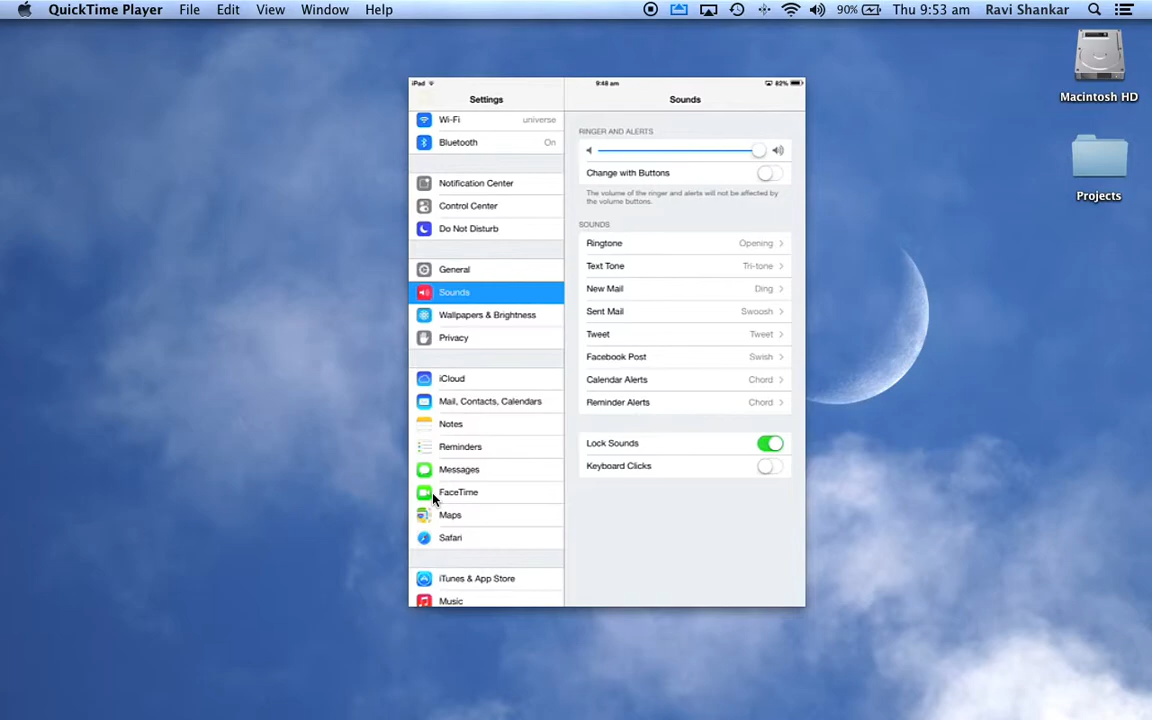 QuickTime Player File Edit View Window Help 90% Thu 9:53 am Ravi Shankar
Macintosh HD
Projects
iPad 9:48 am 82%
Settings
Wi-Fi universe
Bluetooth On
Notification Center
Control Center
Do Not Disturb
General
Sounds
Wallpapers & Brightness
Privacy
iCloud
Mail, Contacts, Calendars
Notes
Reminders
Messages
FaceTime
Maps
Safari
iTunes & App Store
Music
Sounds
RINGER AND ALERTS
Change with Buttons
The volume of the ringer and alerts will not be affected by
the volume buttons.
SOUNDS
Ringtone Opening
Text Tone Tri-tone
New Mail Ding
Sent Mail Swoosh
Tweet Tweet
Facebook Post Swish
Calendar Alerts Chord
Reminder Alerts Chord
Lock Sounds
Keyboard Clicks